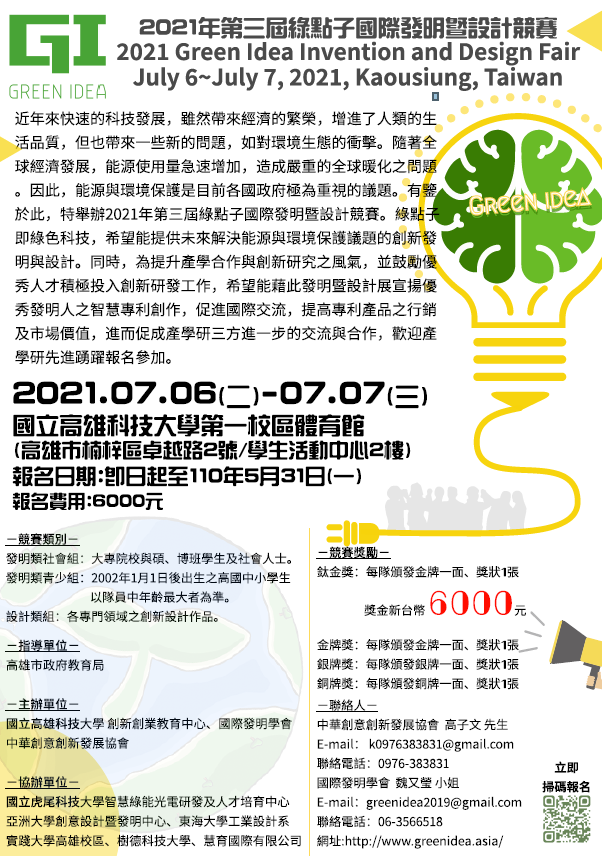 GI
GREEN IDEA
2021年第三屆綠點子國際發明暨設計競賽
2021 Green Idea Invention and Design Fair
July 6~July 7, 2021, Kaousiung, Taiwan
近年來快速的科技發展，雖然帶來經濟的繁榮，增進了人類的生
活品質，但也帶來一些新的問題，如對環境生態的衝擊。隨著全
球經濟發展，能源使用量急速增加，造成嚴重的全球暖化之問題
。因此，能源與環境保護是目前各國政府極為重視的議題。有鑒
於此，特舉辦2021年第三屆綠點子國際發明暨設計競賽。綠點子
即綠色科技，希望能提供未來解決能源與環境保護議題的創新發
明與設計。同時，為提升產學合作與創新研究之風氣，並鼓勵優
秀人才積極投入創新研發工作，希望能藉此發明暨設計展宣揚優
秀發明人之智慧專利創作，促進國際交流，提高專利產品之行銷
及市場價值，進而促成產學研三方進一步的交流與合作，歡迎產
學研先進踴躍報名參加。
GREEN IDEA
2021.07.06(二)-07.07(三)
國立高雄科技大學第一校區體育館
(高雄市楠梓區卓越路2號/學生活動中心2樓)
報名日期:即日起至110年5月31日(一)
報名費用:6000元
－競賽類別－
發明類社會組：大專院校與碩、博班學生及社會人士。
發明類青少組：2002年1月1日後出生之高國中小學生
以隊員中年齡最大者為準。
設計類組：各專門領域之創新設計作品。
－指導單位－
高雄市政府教育局
－主辦單位－
國立高雄科技大學 創新創業教育中心、國際發明學會
中華創意創新發展協會
－協辦單位－
國立虎尾科技大學智慧綠能光電研發及人才培育中心
亞洲大學創意設計暨發明中心、東海大學工業設計系
實踐大學高雄校區、樹德科技大學、慧育國際有限公司
－競賽獎勵－
鈦金獎：每隊頒發金牌一面、獎狀1張
獎金新台幣 6000 元
金牌獎：每隊頒發金牌一面、獎狀1張
銀牌獎：每隊頒發銀牌一面、獎狀1張
銅牌獎：每隊頒發銅牌一面、獎狀1張
－聯絡人－
中華創意創新發展協會 高子文 先生
E-mail： k0976383831@gmail.com
聯絡電話：0976-383831
國際發明學會 魏又瑩 小姐
E-mail：greenidea2019@gmail.com
聯絡電話：06-3566518
網址:http://www.greenidea.asia/
立即
掃碼報名